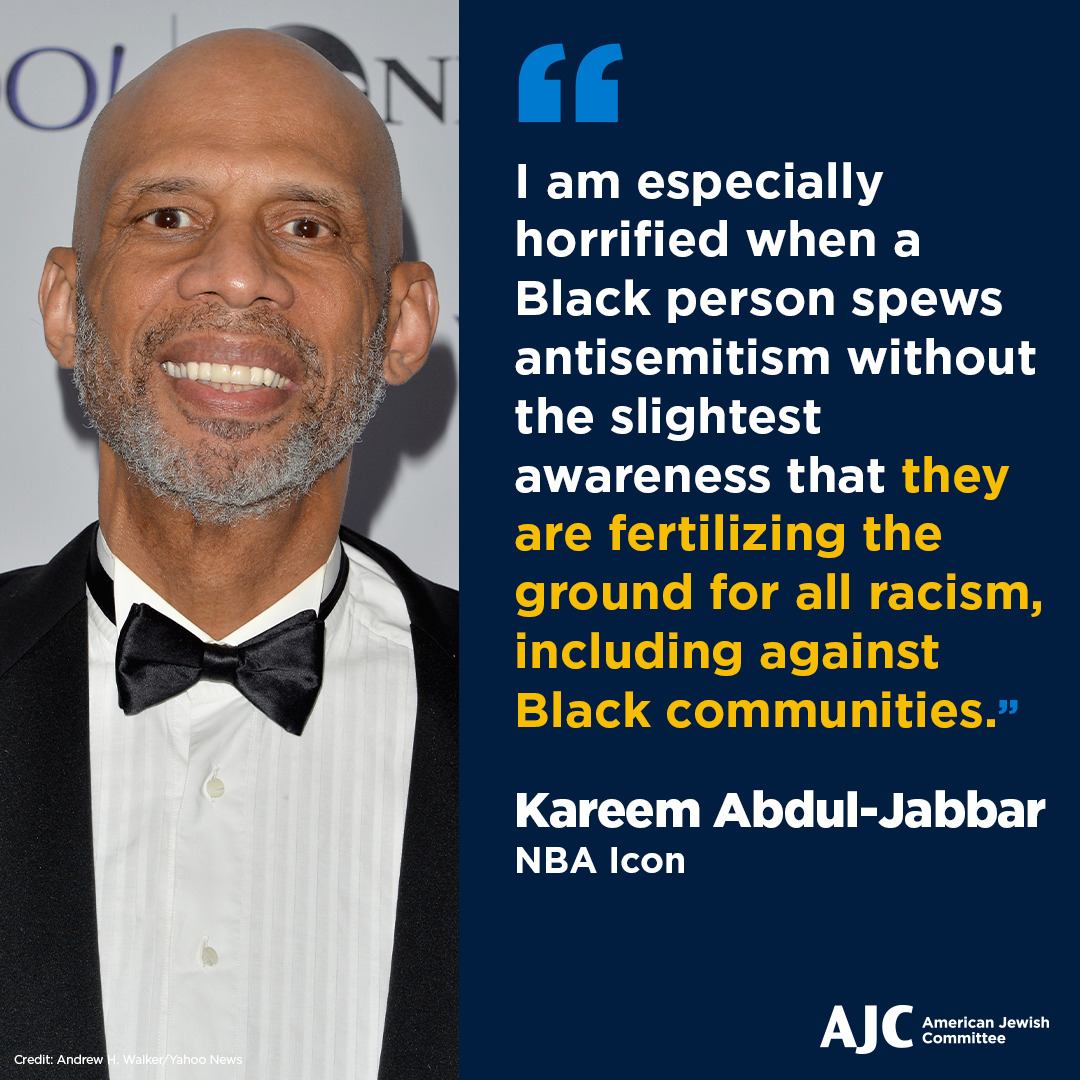 O!
N
“
I am especially
horrified when a
Black person spews
antisemitism without
the slightest
awareness that they
are fertilizing the
ground for all racism,
including against
Black communities.”
Kareem Abdul-Jabbar
NBA Icon
AJC American Jewish
Committee
Credit: Andrew H. Walker/Yahoo News